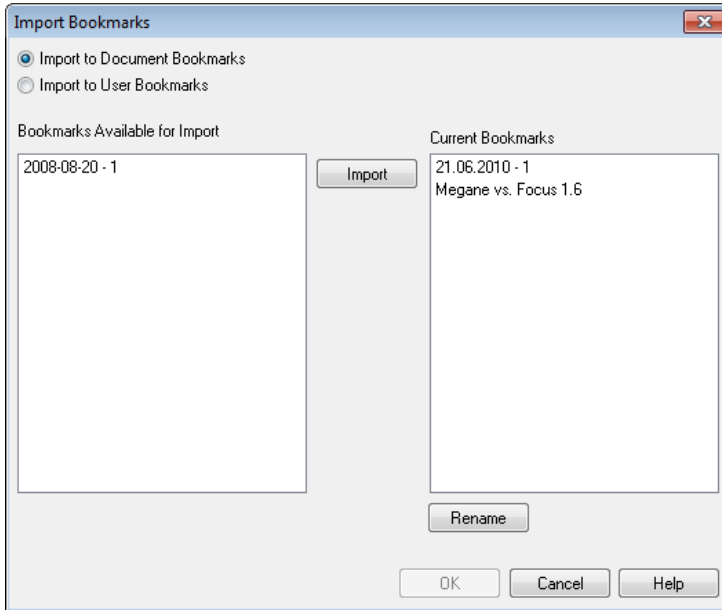 Import Bookmarks
Import to Document Bookmarks
Import to User Bookmarks
Bookmarks Available for Import
Current Bookmarks
2008-08-20 - 1
Import
21.06.2010 - 1
Megane vs. Focus 1.6
Rename
OK
Cancel
Help